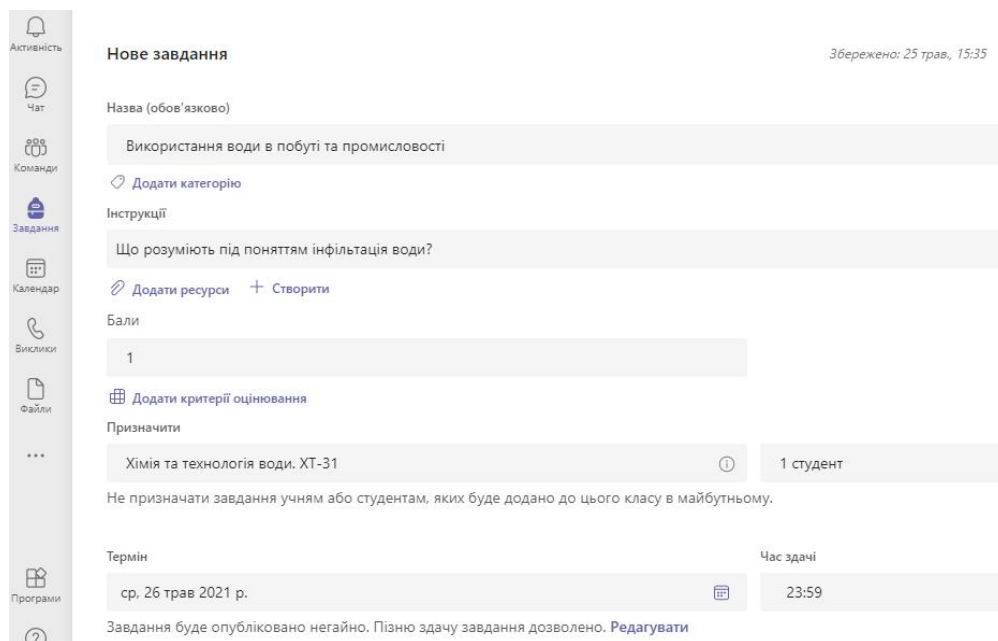 Активність
Чат
Команди
Завдання
Календар
Виклики
Файли
Програми
Нове завдання
Збережено: 25 трав., 15:35
Назва (обов'язково)
Використання води в побуті та промисловості
Додати категорію
Інструкції
Що розуміють під поняттям інфільтація води?
Додати ресурси + Створити
Бали
1
Додати критерії оцінювання
Призначити
Хімія та технологія води. ХТ-31
1 студент
Не призначати завдання учням або студентам, яких буде додано до цього класу в майбутньому.
Термін
Час здачі
ср, 26 трав 2021 р.
23:59
Завдання буде опубліковано негайно. Пізню здачу завдання дозволено. Редагувати